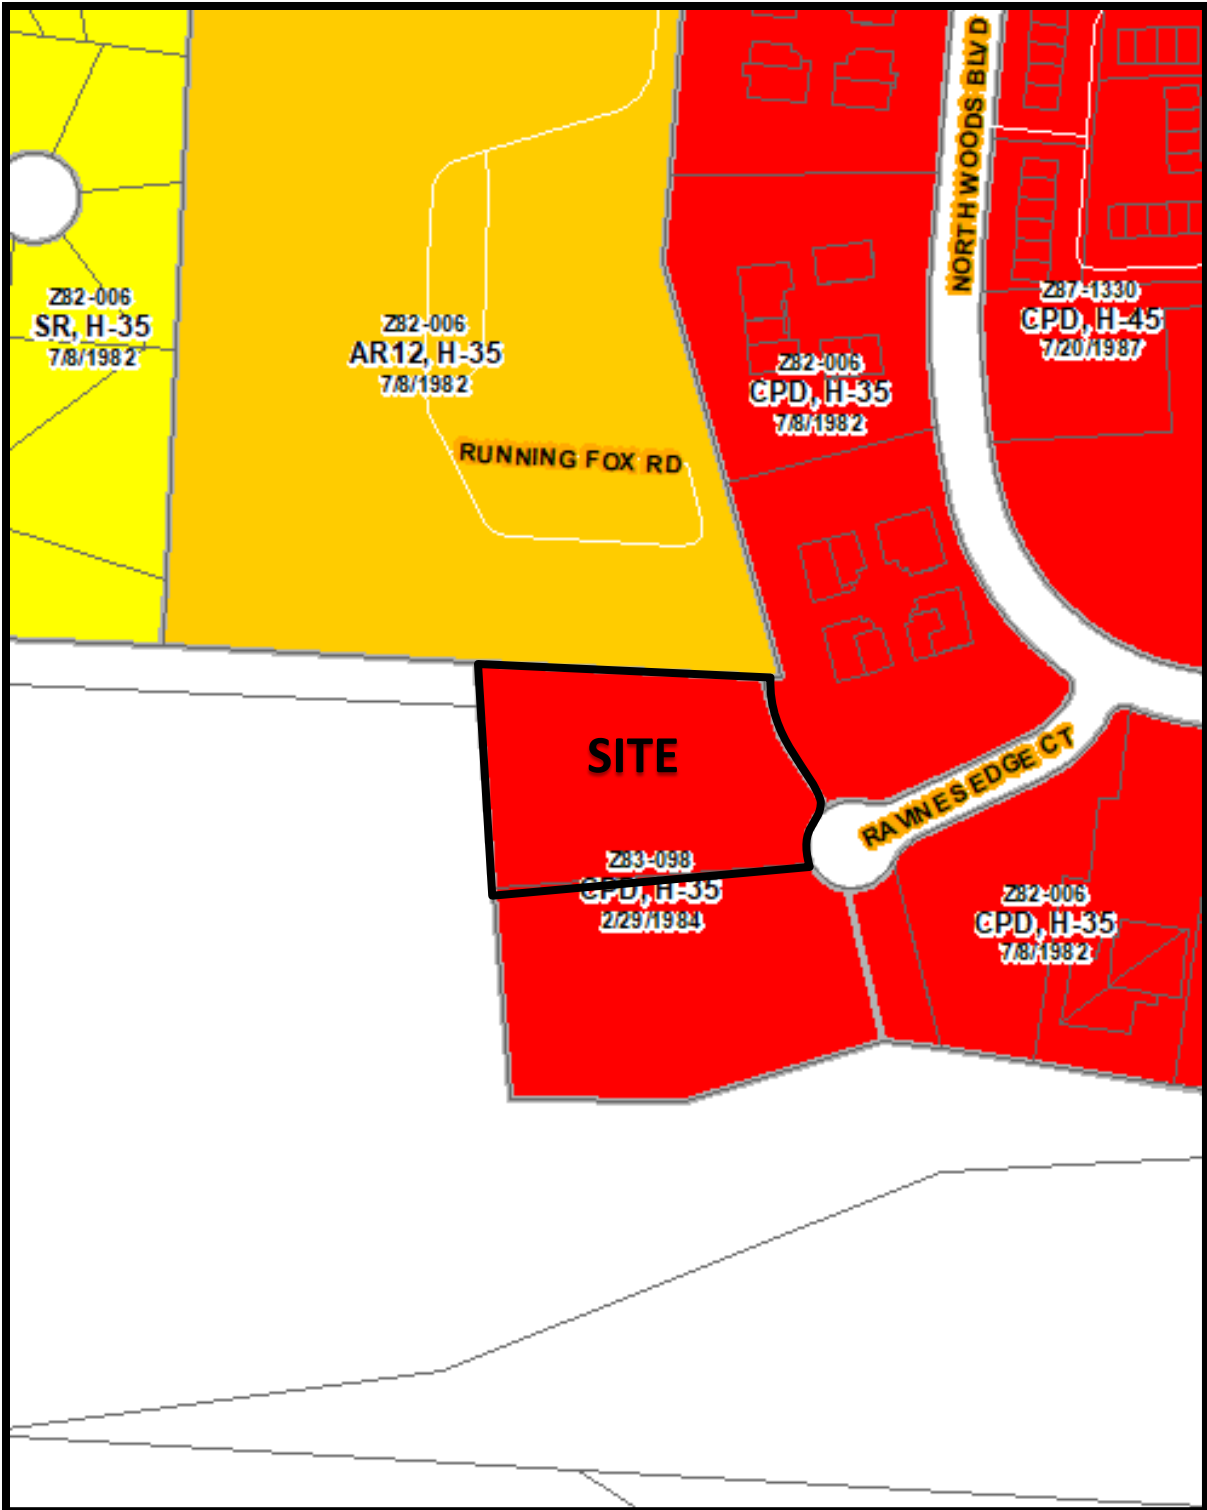 NORTHWOODS BLVD
Z82-006
SR, H-35
7/8/1982
Z82-006
AR12, H-35
7/8/1982
Z87-1330
CPD, H-45
7/20/1987
Z82-006
CPD, H-35
7/8/1982
RUNNING FOX RD
SITE
RAVINES EDGE CT
Z83-098
CPD, H-35
2/29/1984
Z82-006
CPD, H-35
7/8/1982